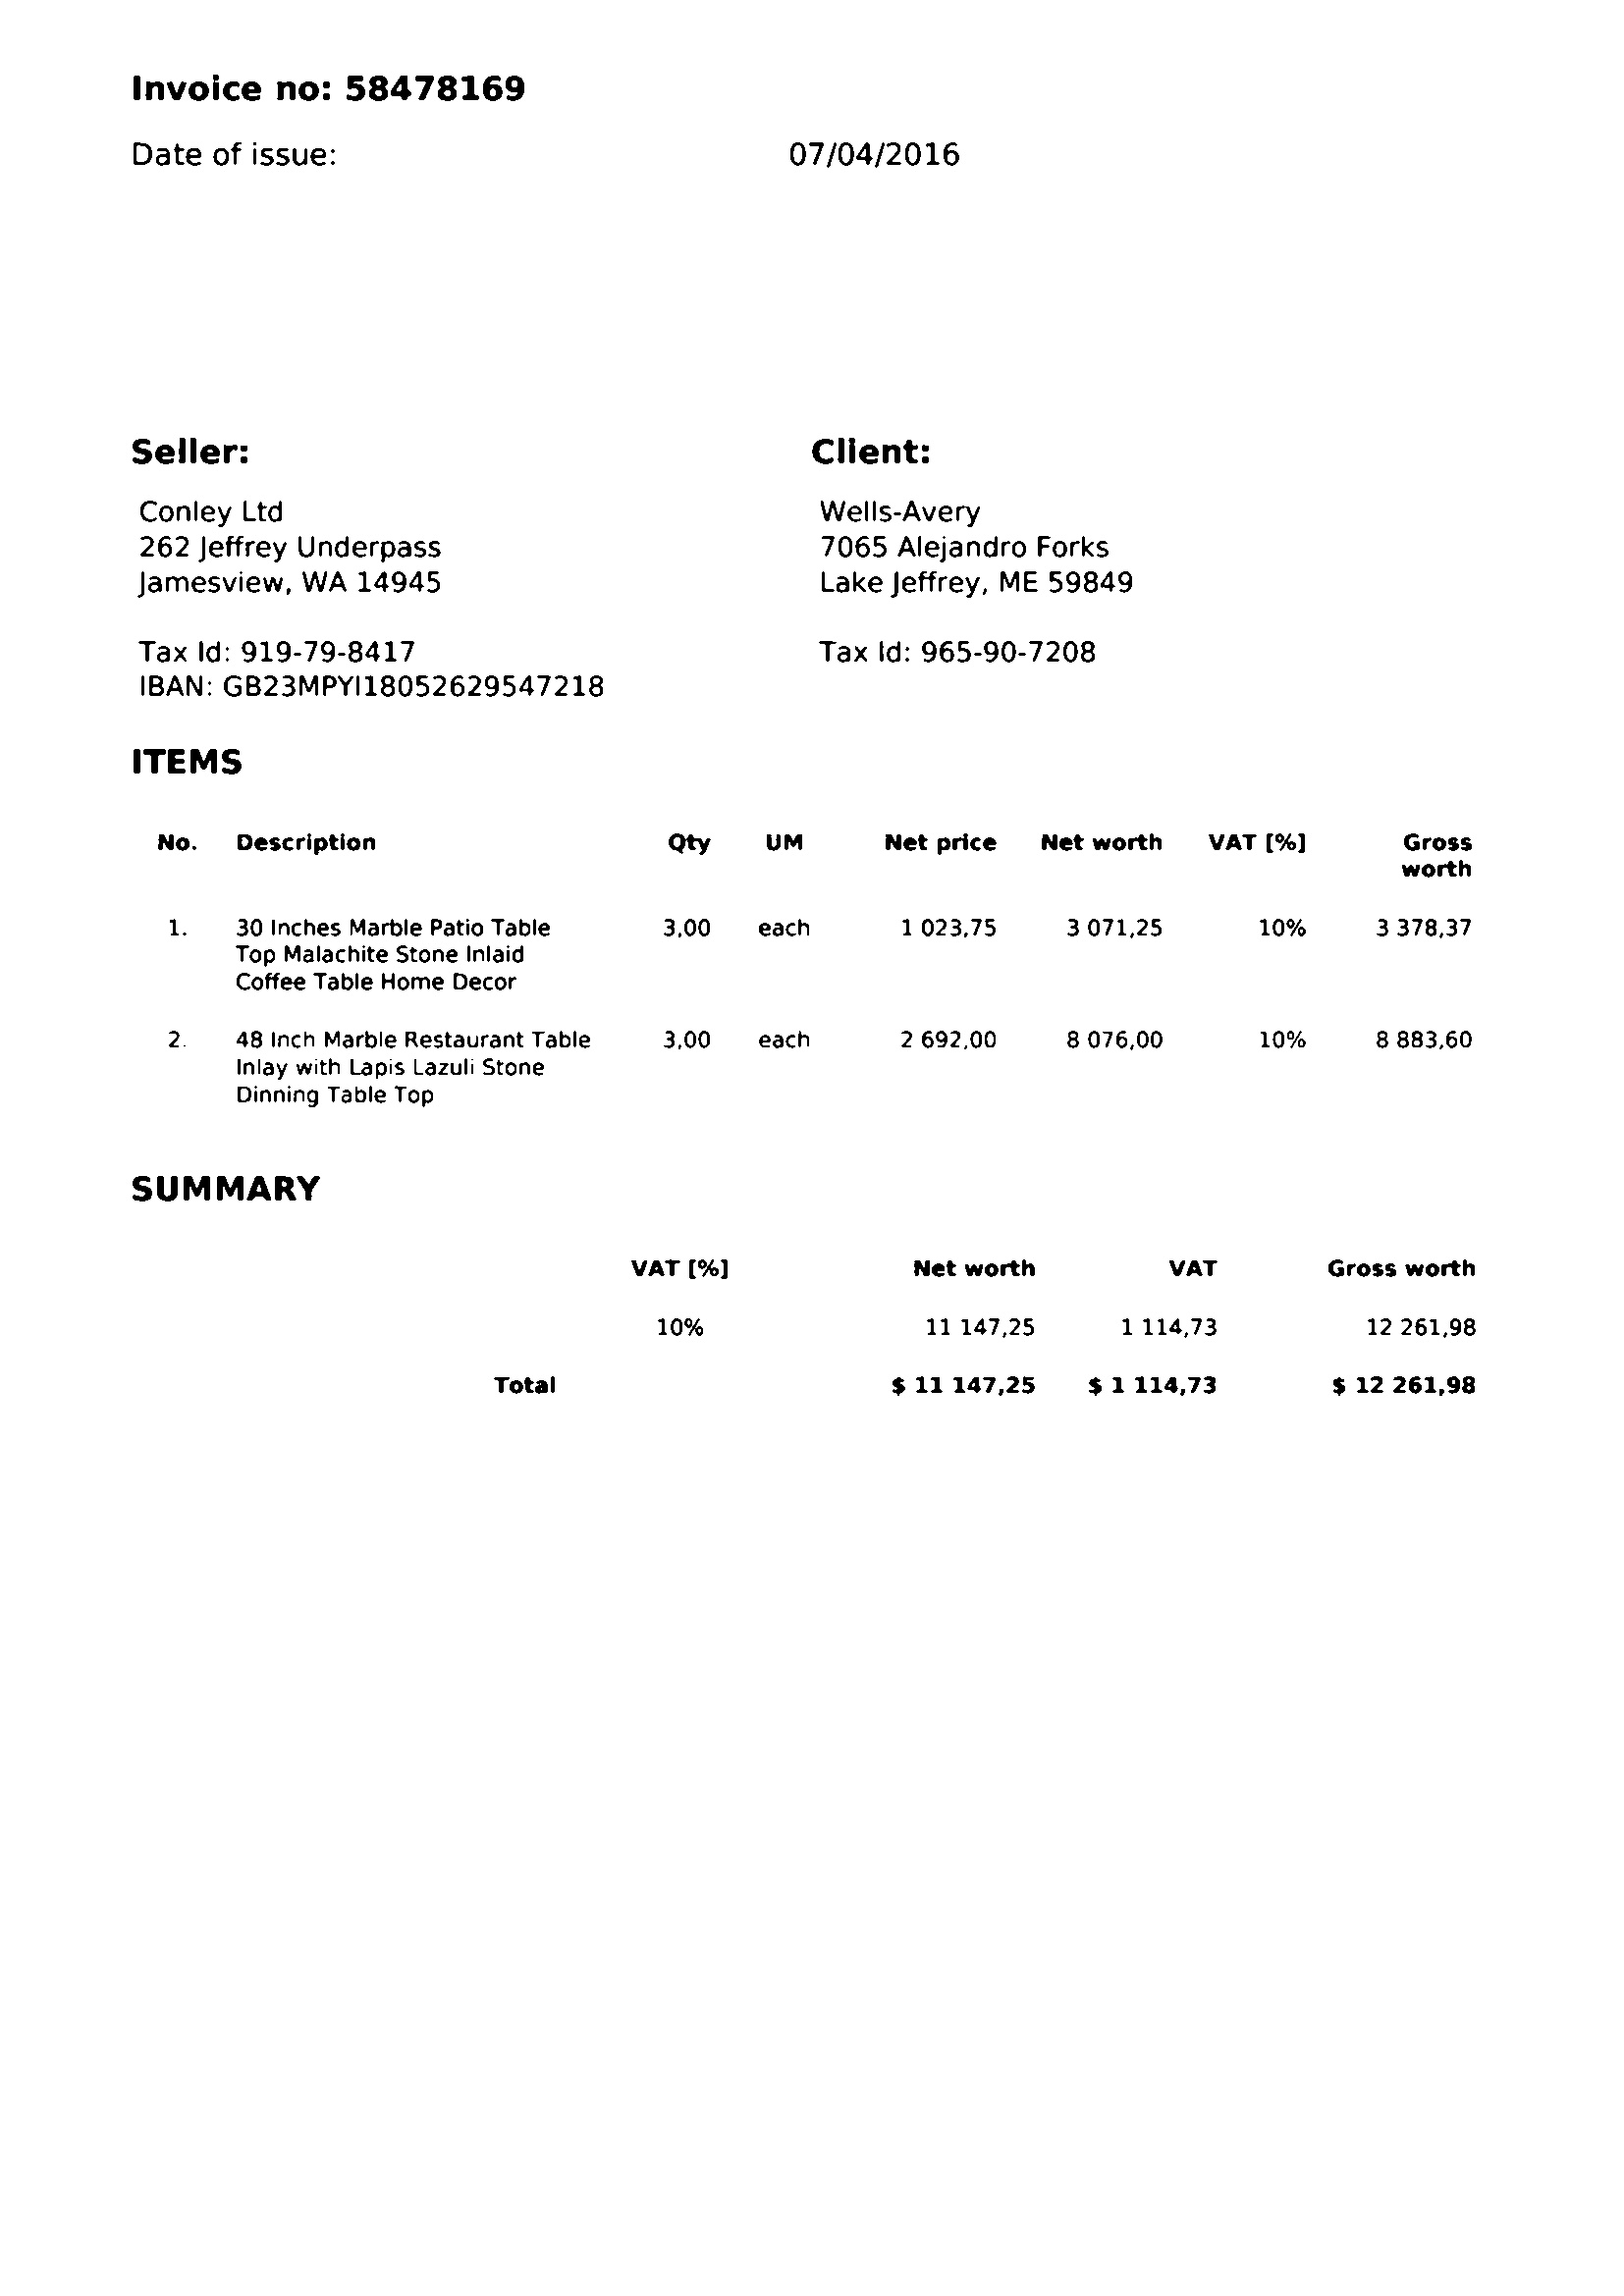 Invoice no: 58478169
Date of issue: 07/04/2016
Seller:
Conley Ltd
262 Jeffrey Underpass
Jamesview, WA 14945
Tax Id: 919-79-8417
IBAN: GB23MPYI18052629547218
Client:
Wells-Avery
7065 Alejandro Forks
Lake Jeffrey, ME 59849
Tax Id: 965-90-7208
ITEMS
No. Description Qty UM Net price Net worth VAT [%] Gross
worth
1. 30 Inches Marble Patio Table 3,00 each 1 023,75 3 071,25 10% 3 378,37
Top Malachite Stone Inlaid
Coffee Table Home Decor
2. 48 Inch Marble Restaurant Table 3,00 each 2 692,00 8 076,00 10% 8 883,60
Inlay with Lapis Lazuli Stone
Dinning Table Top
SUMMARY
VAT [%] Net worth VAT Gross worth
10% 11 147,25 1 114,73 12 261,98
Total $ 11 147,25 $ 1 114,73 $ 12 261,98